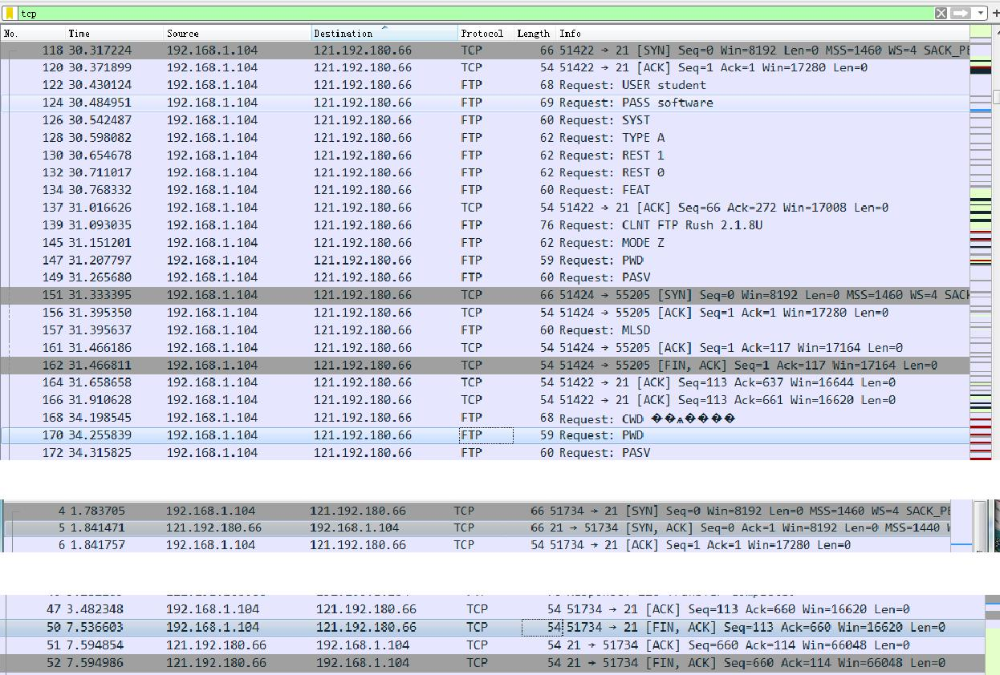 tcp
No. Time Source Destination Protocol Length Info
118 30.317224 192.168.1.104 121.192.180.66 TCP 66 51422 → 21 [SYN] Seq=0 Win=8192 Len=0 MSS=1460 WS=4 SACK_PE
120 30.371899 192.168.1.104 121.192.180.66 TCP 54 51422 → 21 [ACK] Seq=1 Ack=1 Win=17280 Len=0
122 30.430124 192.168.1.104 121.192.180.66 FTP 68 Request: USER student
124 30.484951 192.168.1.104 121.192.180.66 FTP 69 Request: PASS software
126 30.542487 192.168.1.104 121.192.180.66 FTP 60 Request: SYST
128 30.598082 192.168.1.104 121.192.180.66 FTP 62 Request: TYPE A
130 30.654678 192.168.1.104 121.192.180.66 FTP 62 Request: REST 1
132 30.711017 192.168.1.104 121.192.180.66 FTP 62 Request: REST 0
134 30.768332 192.168.1.104 121.192.180.66 FTP 60 Request: FEAT
137 31.016626 192.168.1.104 121.192.180.66 TCP 54 51422 → 21 [ACK] Seq=66 Ack=272 Win=17008 Len=0
139 31.093035 192.168.1.104 121.192.180.66 FTP 76 Request: CLNT FTP Rush 2.1.8U
145 31.151201 192.168.1.104 121.192.180.66 FTP 62 Request: MODE Z
147 31.207797 192.168.1.104 121.192.180.66 FTP 59 Request: PWD
149 31.265680 192.168.1.104 121.192.180.66 FTP 60 Request: PASV
151 31.333395 192.168.1.104 121.192.180.66 TCP 66 51424 → 55205 [SYN] Seq=0 Win=8192 Len=0 MSS=1460 WS=4 SACK
156 31.395350 192.168.1.104 121.192.180.66 TCP 54 51424 → 55205 [ACK] Seq=1 Ack=1 Win=17280 Len=0
157 31.395637 192.168.1.104 121.192.180.66 FTP 60 Request: MLSD
161 31.466186 192.168.1.104 121.192.180.66 TCP 54 51424 → 55205 [ACK] Seq=1 Ack=117 Win=17164 Len=0
162 31.466811 192.168.1.104 121.192.180.66 TCP 54 51424 → 55205 [FIN, ACK] Seq=1 Ack=117 Win=17164 Len=0
164 31.658658 192.168.1.104 121.192.180.66 TCP 54 51422 → 21 [ACK] Seq=113 Ack=637 Win=16644 Len=0
166 31.910628 192.168.1.104 121.192.180.66 TCP 54 51422 → 21 [ACK] Seq=113 Ack=661 Win=16620 Len=0
168 34.198545 192.168.1.104 121.192.180.66 FTP 68 Request: CWD
170 34.255839 192.168.1.104 121.192.180.66 FTP 59 Request: PWD
172 34.315825 192.168.1.104 121.192.180.66 FTP 60 Request: PASV
4 1.783705 192.168.1.104 121.192.180.66 TCP 66 51734 → 21 [SYN] Seq=0 Win=8192 Len=0 MSS=1460 WS=4 SACK_PE
5 1.841471 121.192.180.66 192.168.1.104 TCP 66 21 → 51734 [SYN, ACK] Seq=0 Ack=1 Win=8192 Len=0 MSS=1440 W
6 1.841757 192.168.1.104 121.192.180.66 TCP 54 51734 → 21 [ACK] Seq=1 Ack=1 Win=17280 Len=0
47 3.482348 192.168.1.104 121.192.180.66 TCP 54 51734 → 21 [ACK] Seq=113 Ack=660 Win=16620 Len=0
50 7.536603 192.168.1.104 121.192.180.66 TCP 54 51734 → 21 [FIN, ACK] Seq=113 Ack=660 Win=16620 Len=0
51 7.594854 121.192.180.66 192.168.1.104 TCP 54 21 → 51734 [ACK] Seq=660 Ack=114 Win=66048 Len=0
52 7.594986 121.192.180.66 192.168.1.104 TCP 54 21 → 51734 [FIN, ACK] Seq=660 Ack=114 Win=66048 Len=0